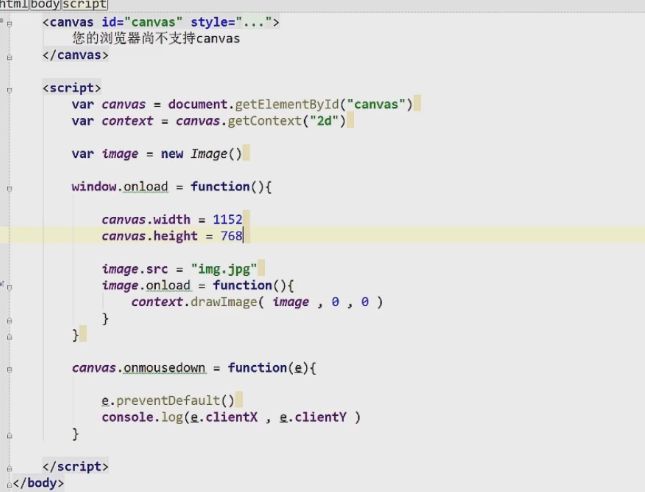 html body script
<canvas id="canvas" style="...">
您的浏览器尚不支持canvas
</canvas>
<script>
var canvas = document.getElementById("canvas")
var context = canvas.getContext("2d")
var image = new Image()
window.onload = function(){
canvas.width = 1152
canvas.height = 768
image.src = "img.jpg"
image.onload = function(){
context.drawImage( image , 0 , 0 )
}
}
canvas.onmousedown = function(e){
e.preventDefault()
console.log(e.clientX , e.clientY )
}
</script>
</body>